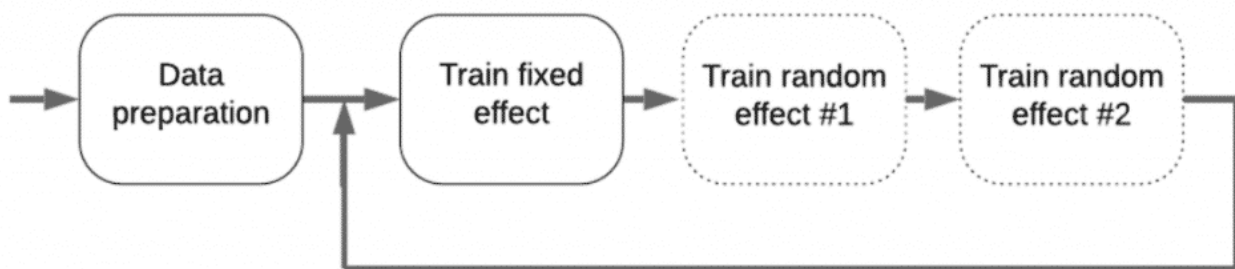 Data
preparation
Train fixed
effect
Train random
effect #1
Train random
effect #2